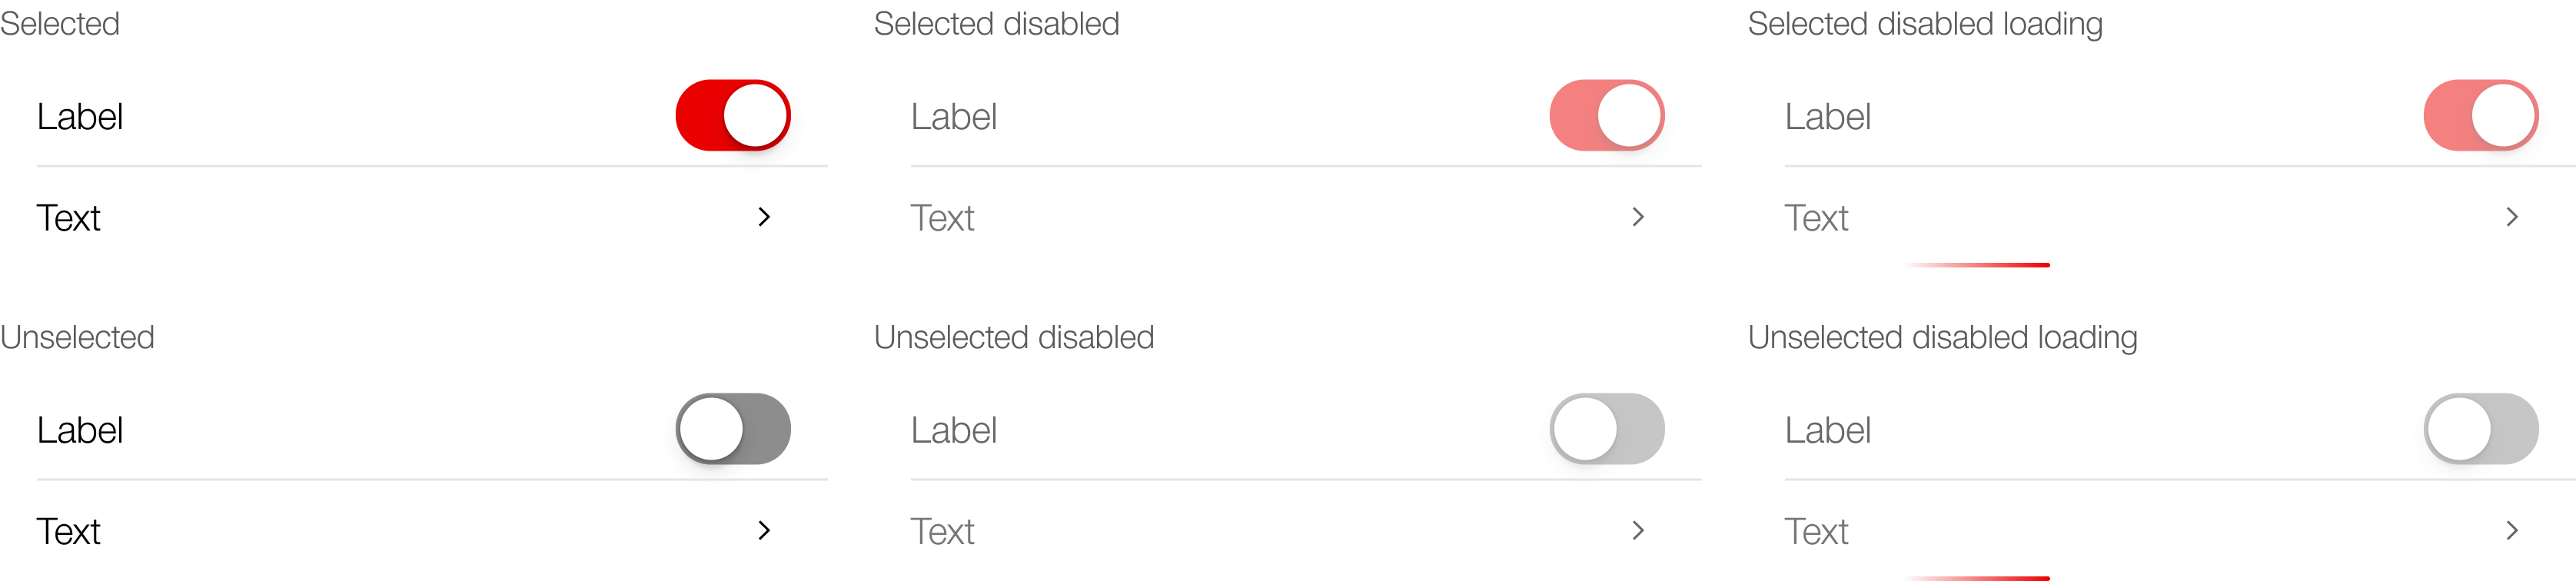 Selected
Label
Text
Selected disabled
Label
Text
Selected disabled loading
Label
Text
Unselected
Label
Text
Unselected disabled
Label
Text
Unselected disabled loading
Label
Text